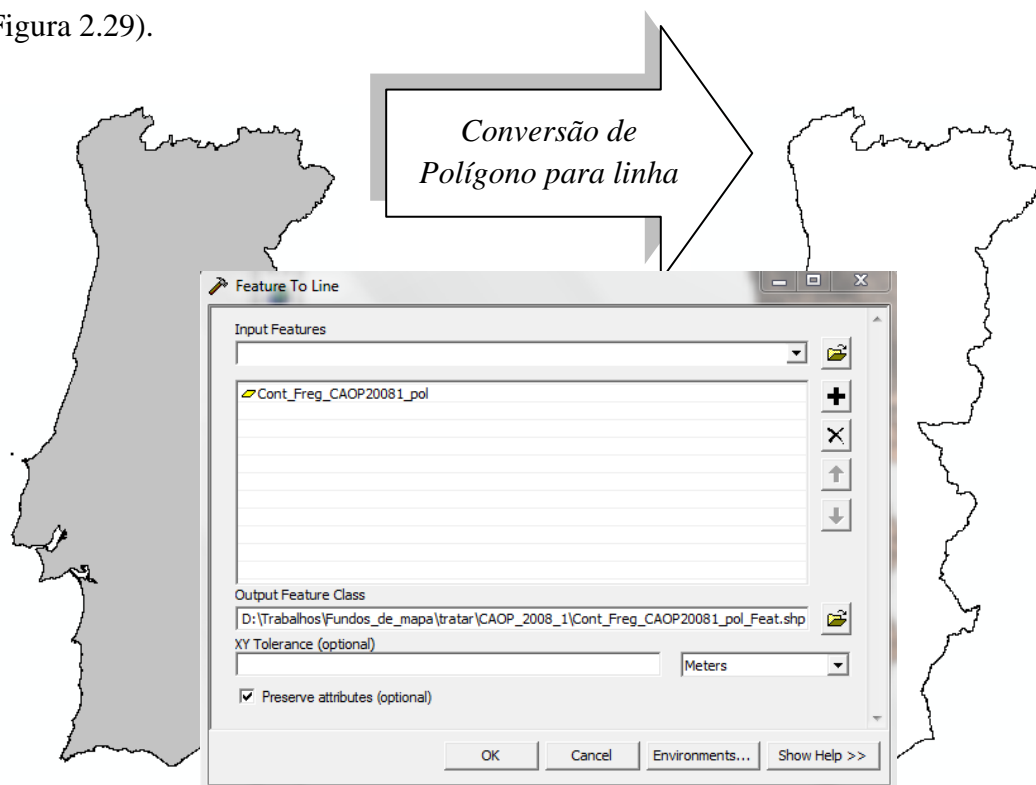 Figura 2.29).
Conversão de
Polígono para linha
Feature To Line
Input Features
Cont_Freg_CAOP20081_pol
Output Feature Class
D:\Trabalhos\Fundos_de_mapa\tratar\CAOP_2008_1\Cont_Freg_CAOP20081_pol_Feat.shp
XY Tolerance (optional)
Meters
Preserve attributes (optional)
OK Cancel Environments... Show Help >>